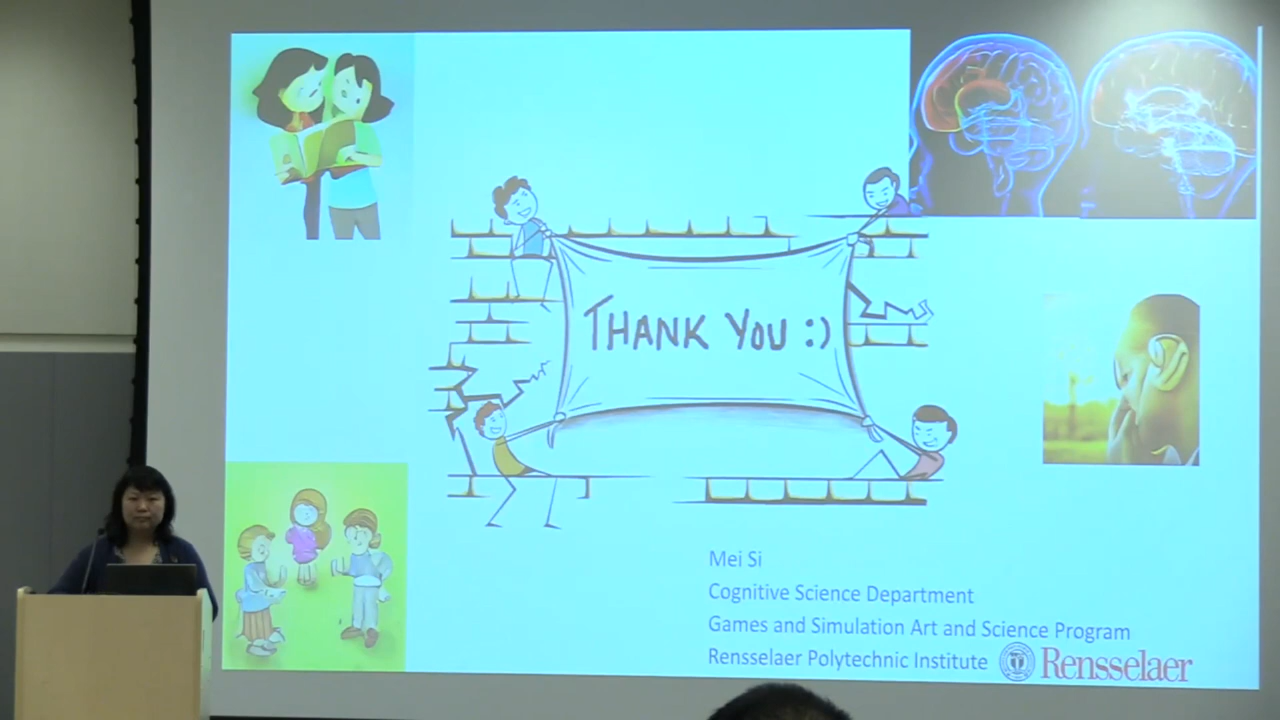 THANK YOU :)
Mei Si
Cognitive Science Department
Games and Simulation Art and Science Program
Rensselaer Polytechnic Institute
Rensselaer